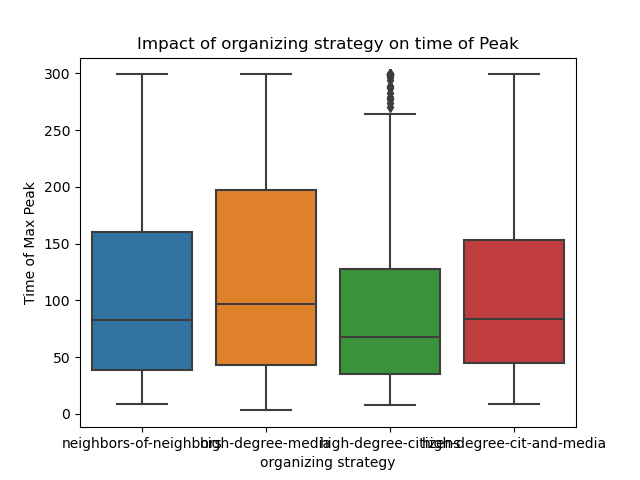 Impact of organizing strategy on time of Peak
300
250
200
150
100
50
0
Time of Max Peak
neighbors-of-neighbors
high-degree-media
high-degree-citizens
high-degree-cit-and-media
organizing strategy